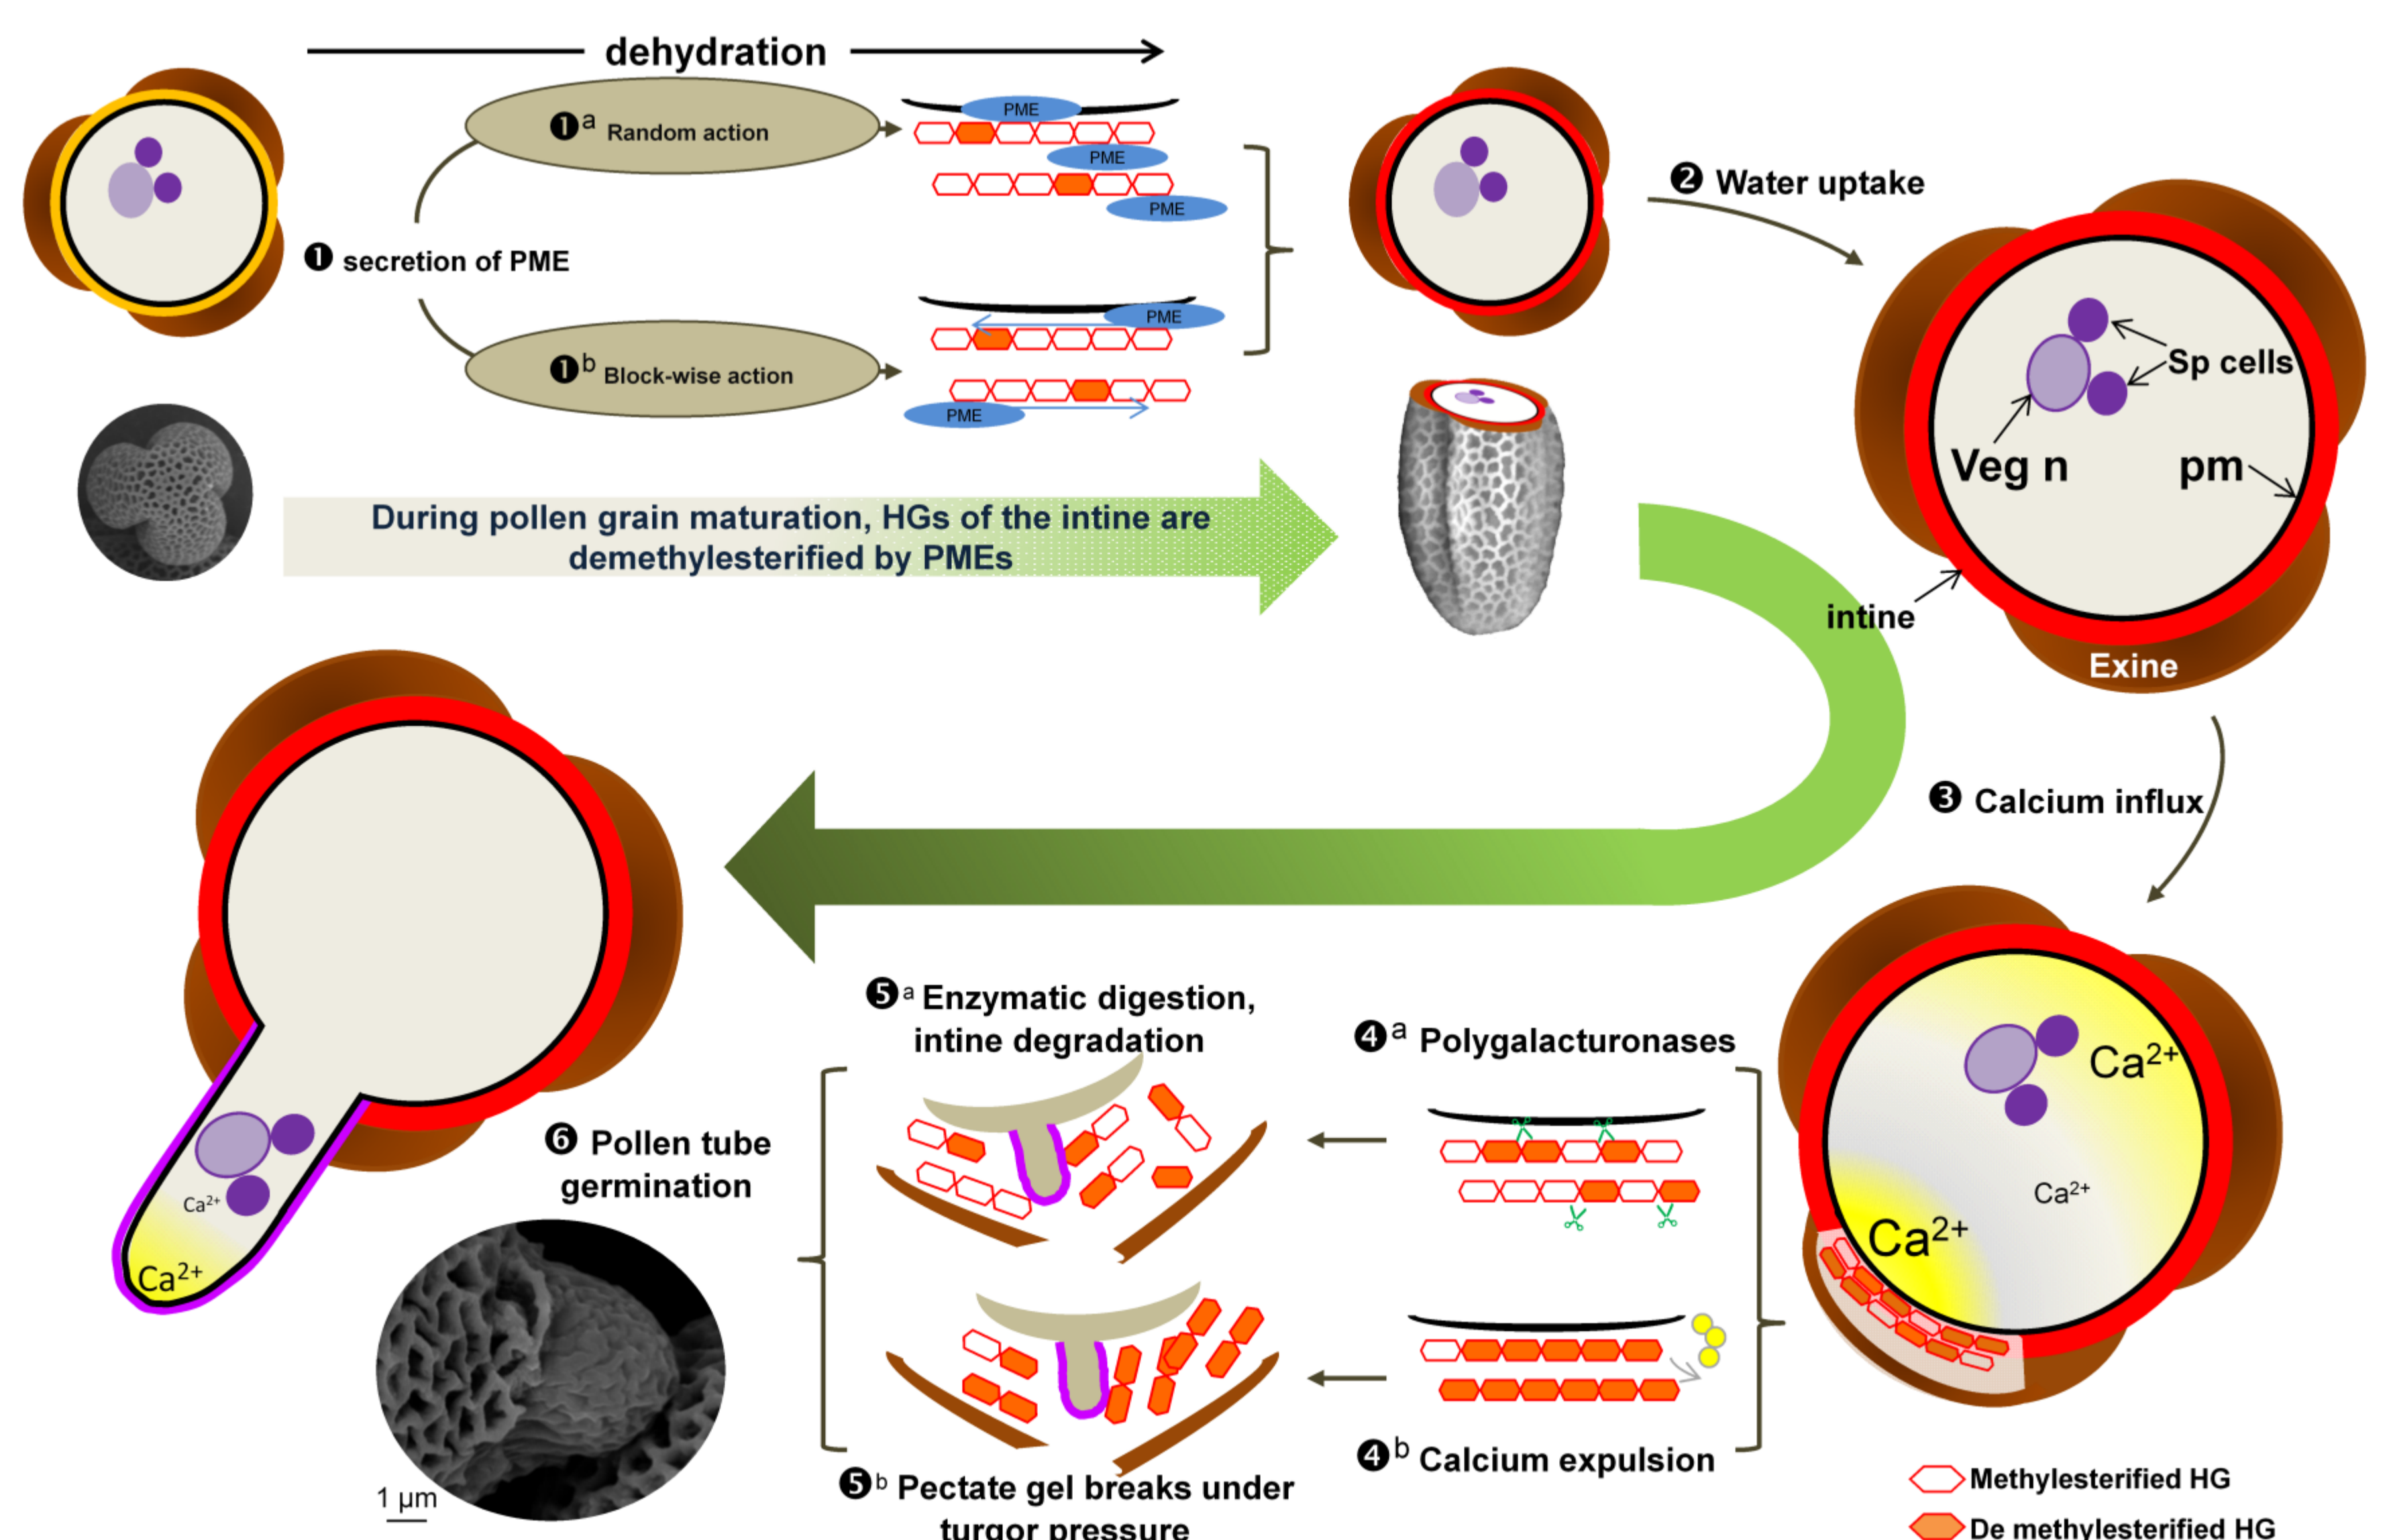 dehydration
❶a Random action
PME
PME
PME
❶ secretion of PME
PME
❶b Block-wise action
PME
❷ Water uptake
Sp cells
Veg n
pm
intine
Exine
During pollen grain maturation, HGs of the intine are
demethylesterified by PMEs
❸ Calcium influx
Ca2+
Ca2+
Ca2+
❹a Polygalacturonases
❹b Calcium expulsion
❺a Enzymatic digestion,
intine degradation
❺b Pectate gel breaks under
turgor pressure
❻ Pollen tube
germination
Ca2+
Ca2+
1 µm
Methylesterified HG
De methylesterified HG